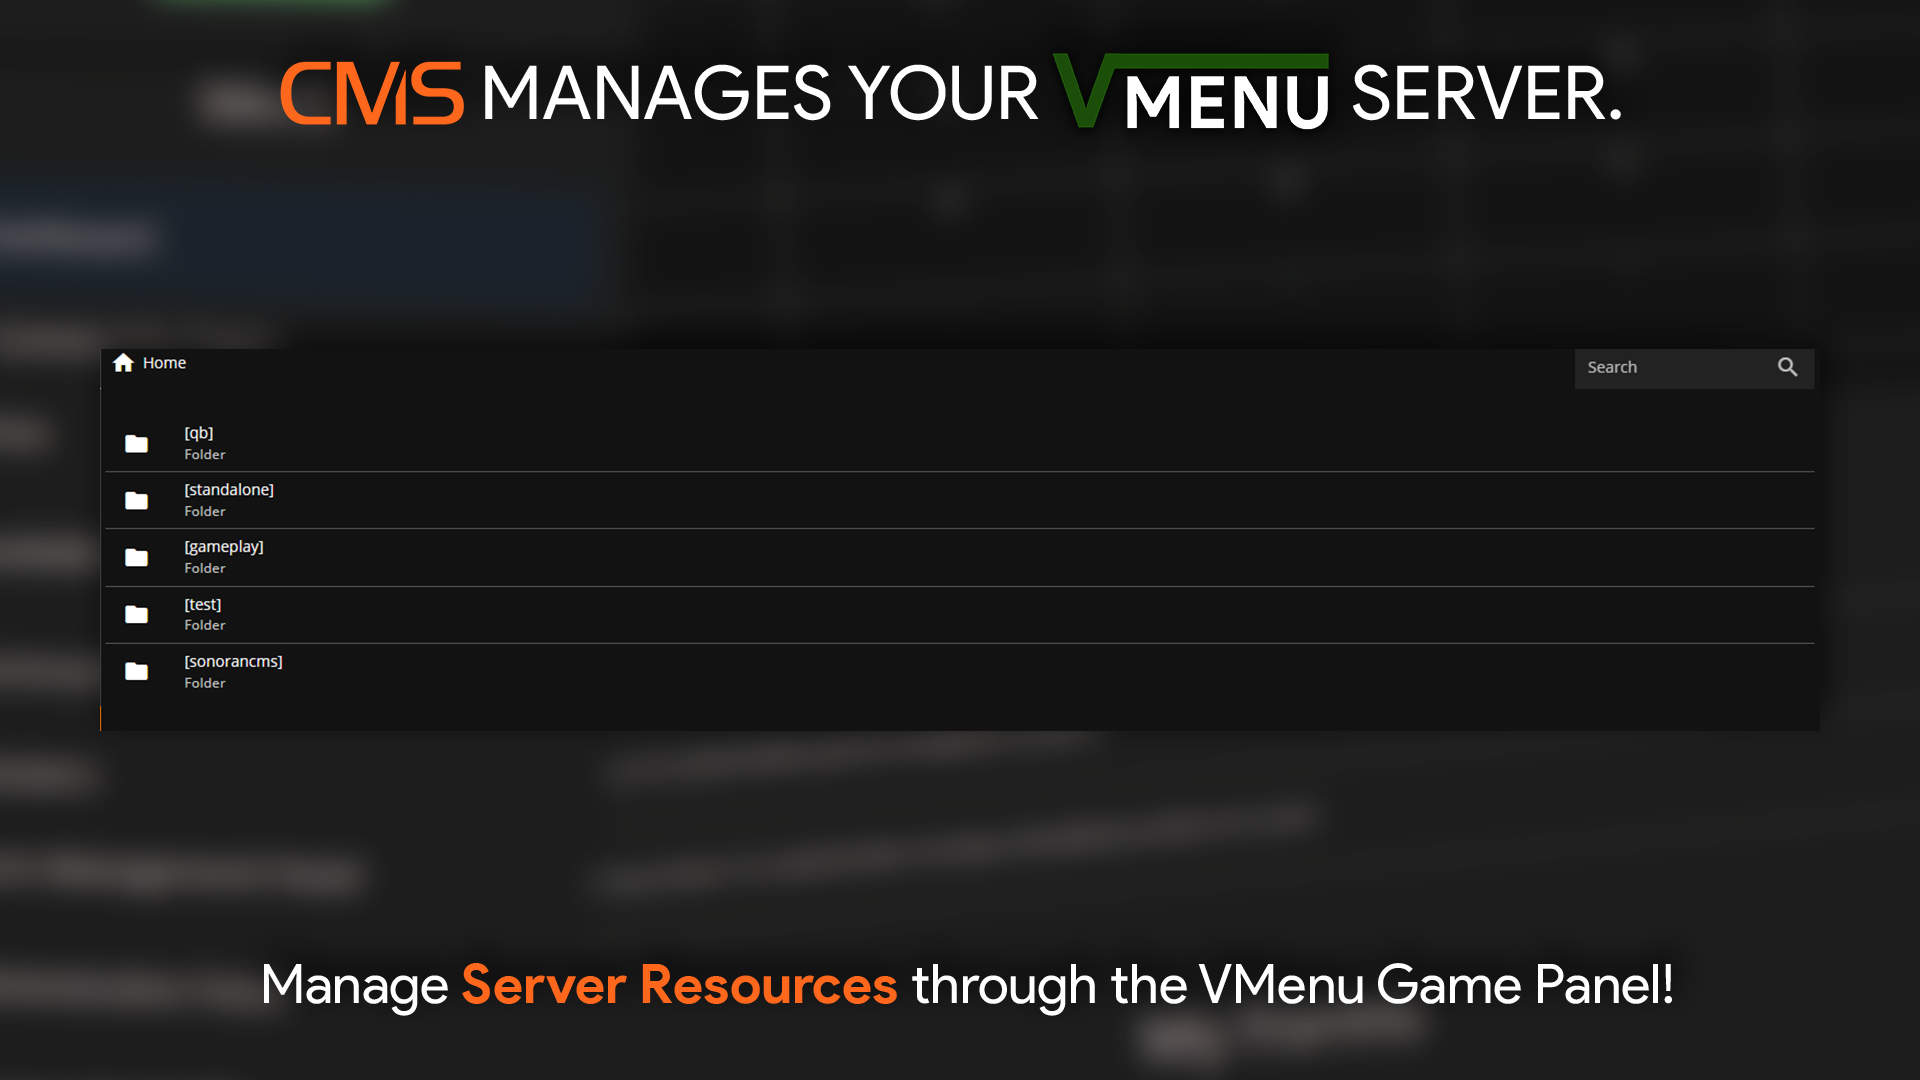 CMS MANAGES YOUR VMENU SERVER.
Home
Search
[qb]
Folder
[standalone]
Folder
[gameplay]
Folder
[test]
Folder
[sonorancms]
Folder
Manage Server Resources through the VMenu Game Panel!